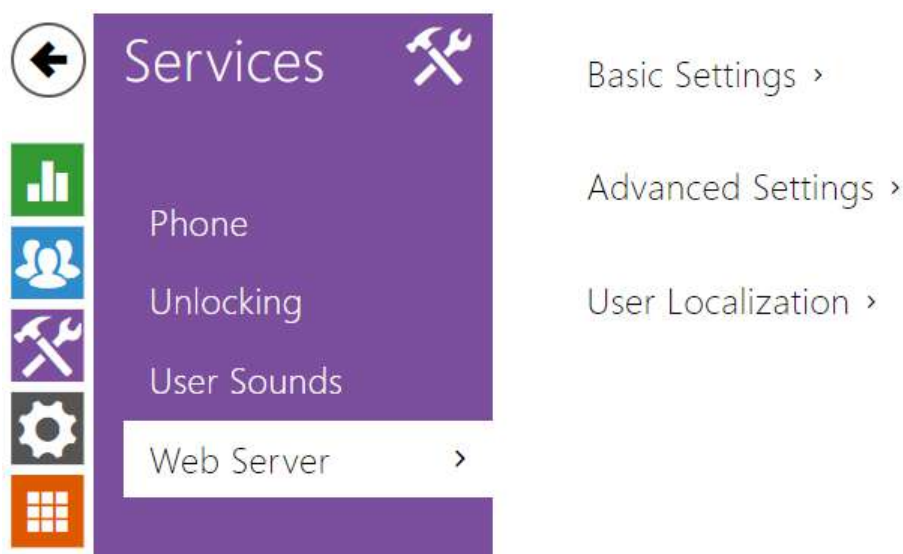 Services
Phone
Unlocking
User Sounds
Web Server >
Basic Settings >
Advanced Settings >
User Localization >